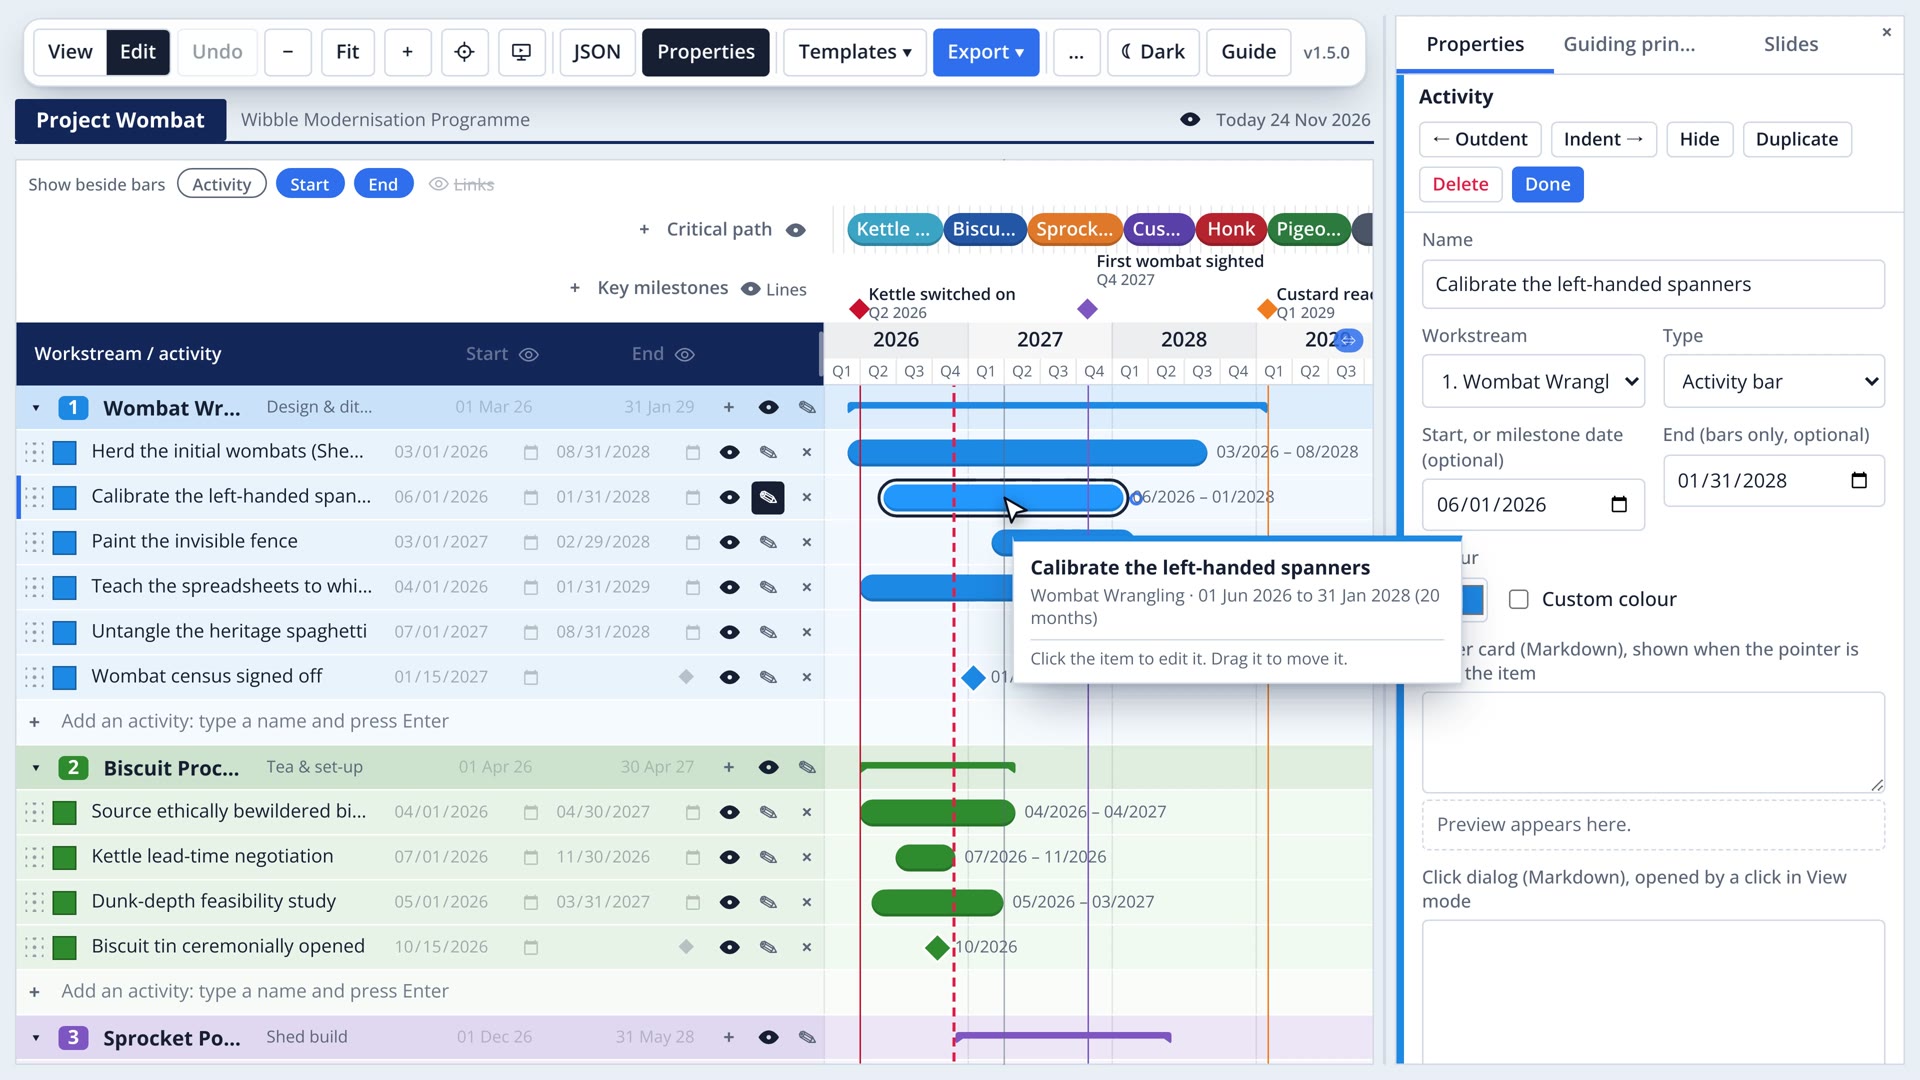 View Edit Undo − Fit + JSON Properties Templates ▾ Export ▾ ... ☾ Dark Guide v1.5.0
Project Wombat Wibble Modernisation Programme Today 24 Nov 2026
Show beside bars Activity Start End Links
+ Critical path Kettle ... Biscu... Sprock... Cus... Honk Pigeo...
First wombat sighted
Q4 2027
+ Key milestones Lines
Kettle switched on
Q2 2026
Custard
Q1 2029
Workstream / activity Start End
2026 2027 2028
Q1 Q2 Q3 Q4 Q1 Q2 Q3 Q4 Q1 Q2 Q3 Q4 Q1 Q2 Q3
1 Wombat Wr... Design & dit... 01 Mar 26 31 Jan 29 +
Herd the initial wombats (She... 03/01/2026 08/31/2028 × 03/2026 – 08/2028
Calibrate the left-handed span... 06/01/2026 01/31/2028 × 06/2026 – 01/2028
Paint the invisible fence 03/01/2027 02/29/2028 ×
Teach the spreadsheets to whi... 04/01/2026 01/31/2029 ×
Untangle the heritage spaghetti 07/01/2027 08/31/2028 ×
Wombat census signed off 01/15/2027 × 01/
+ Add an activity: type a name and press Enter
2 Biscuit Proc... Tea & set-up 01 Apr 26 30 Apr 27 +
Source ethically bewildered bi... 04/01/2026 04/30/2027 × 04/2026 – 04/2027
Kettle lead-time negotiation 07/01/2026 11/30/2026 × 07/2026 – 11/2026
Dunk-depth feasibility study 05/01/2026 03/31/2027 × 05/2026 – 03/2027
Biscuit tin ceremonially opened 10/15/2026 × 10/2026
+ Add an activity: type a name and press Enter
3 Sprocket Po... Shed build 01 Dec 26 31 May 28 +
Calibrate the left-handed spanners
Wombat Wrangling · 01 Jun 2026 to 31 Jan 2028 (20
months)
Click the item to edit it. Drag it to move it.
Properties Guiding prin... Slides ×
Activity
← Outdent Indent → Hide Duplicate
Delete Done
Name
Calibrate the left-handed spanners
Workstream Type
1. Wombat Wrangl Activity bar
Start, or milestone date
(optional)
End (bars only, optional)
06/01/2026
01/31/2028
Custom colour
card (Markdown), shown when the pointer is
the item
Preview appears here.
Click dialog (Markdown), opened by a click in View
mode